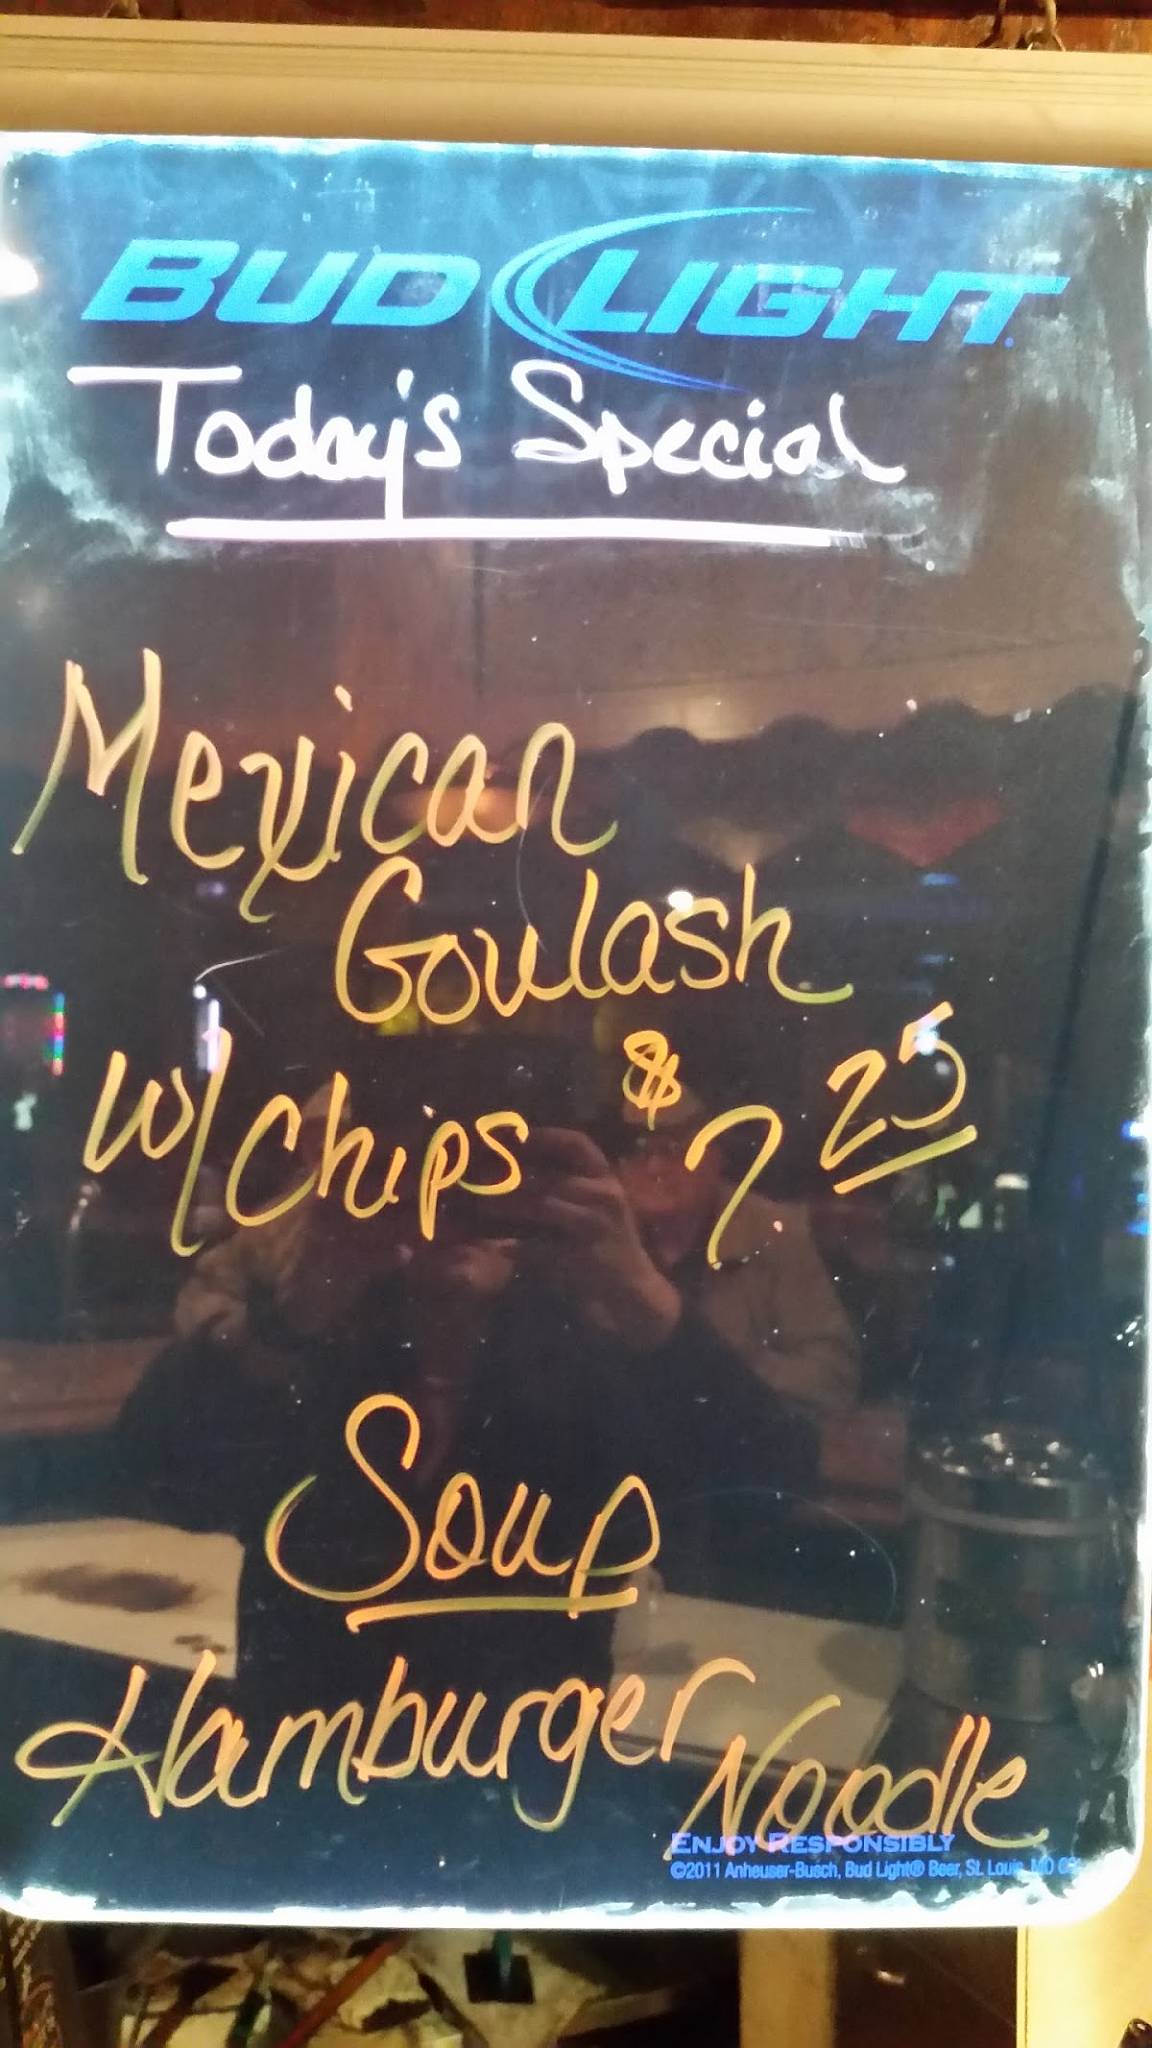 BUD LIGHT
Today's Special
Mexican
Goulash
w/chips $7.25
Soup
Hamburger Noodle
ENJOY RESPONSIBLY
©2011 Anheuser-Busch, Bud Light® Beer, St. Louis, MO